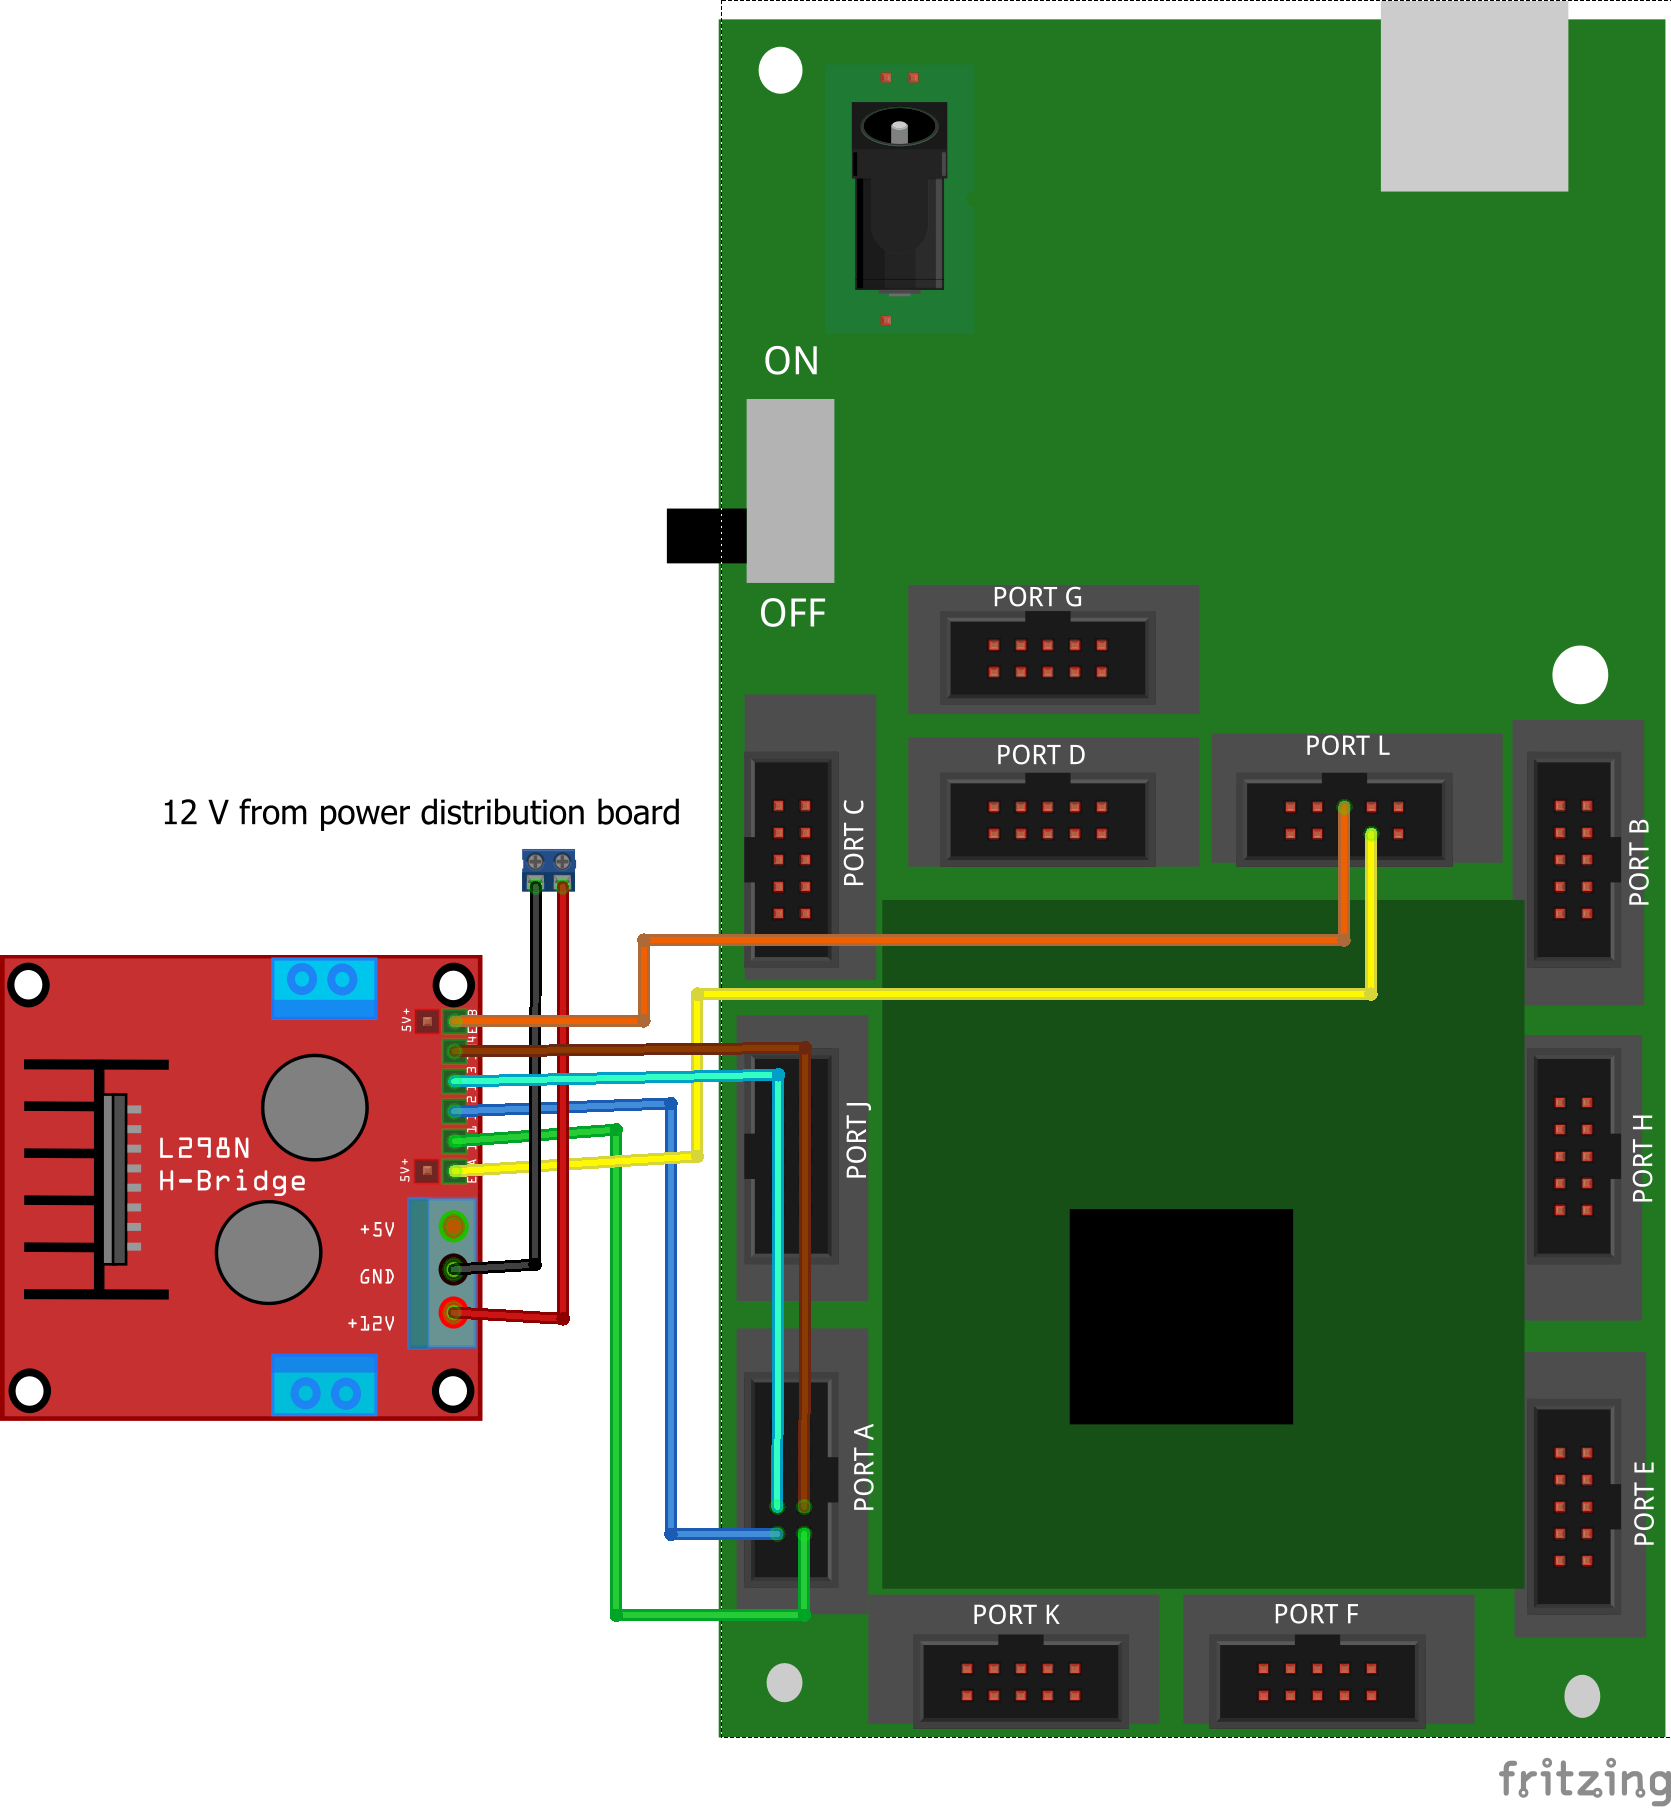 ON
OFF
PORT G
PORT D
PORT L
PORT C
PORT B
12 V from power distribution board
5V+
L298N
H-Bridge
5V+
+5V
GND
+12V
PORT J
PORT H
PORT A
PORT E
PORT K
PORT F
fritzing